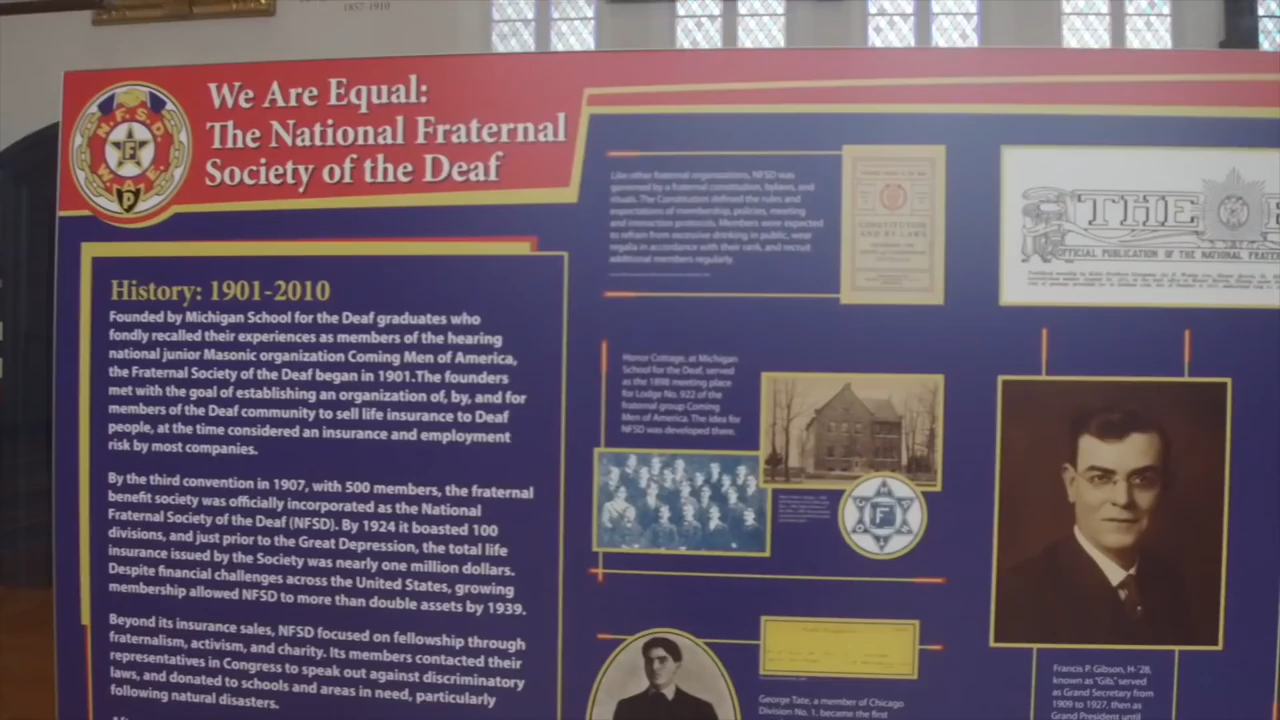 1857-1910
N.F.S.D.
F
W.A.T.E.
P
We Are Equal:
The National Fraternal
Society of the Deaf
History: 1901-2010
Founded by Michigan School for the Deaf graduates who
fondly recalled their experiences as members of the hearing
national junior Masonic organization Coming Men of America,
the Fraternal Society of the Deaf began in 1901.The founders
met with the goal of establishing an organization of, by, and for
members of the Deaf community to sell life insurance to Deaf
people, at the time considered an insurance and employment
risk by most companies.
By the third convention in 1907, with 500 members, the fraternal
benefit society was officially incorporated as the National
Fraternal Society of the Deaf (NFSD). By 1924 it boasted 100
divisions, and just prior to the Great Depression, the total life
insurance issued by the Society was nearly one million dollars.
Despite financial challenges across the United States, growing
membership allowed NFSD to more than double assets by 1939.
Beyond its insurance sales, NFSD focused on fellowship through
fraternalism, activism, and charity. Its members contacted their
representatives in Congress to speak out against discriminatory
laws, and donated to schools and areas in need, particularly
following natural disasters.
Like other fraternal organizations, NFSD was
governed by a fraternal constitution, bylaws, and
rituals. The Constitution defined the rules and
expectations of membership, policies, meeting
and interaction protocols. Members were expected
to refrain from excessive drinking in public, wear
regalia in accordance with their rank, and recruit
additional members regularly.
CONSTITUTION
AND BY-LAWS
THE
OFFICIAL PUBLICATION OF THE NATIONAL FRATE
Honor Cottage, at Michigan
School for the Deaf, served
as the 1898 meeting place
for Lodge No. 922 of the
fraternal group Coming
Men of America. The idea for
NFSD was developed there.
F
George Tate, a member of Chicago
Division No. 1, became the first
Francis P. Gibson, H-'28,
known as "Gib," served
as Grand Secretary from
1909 to 1927, then as
Grand President until